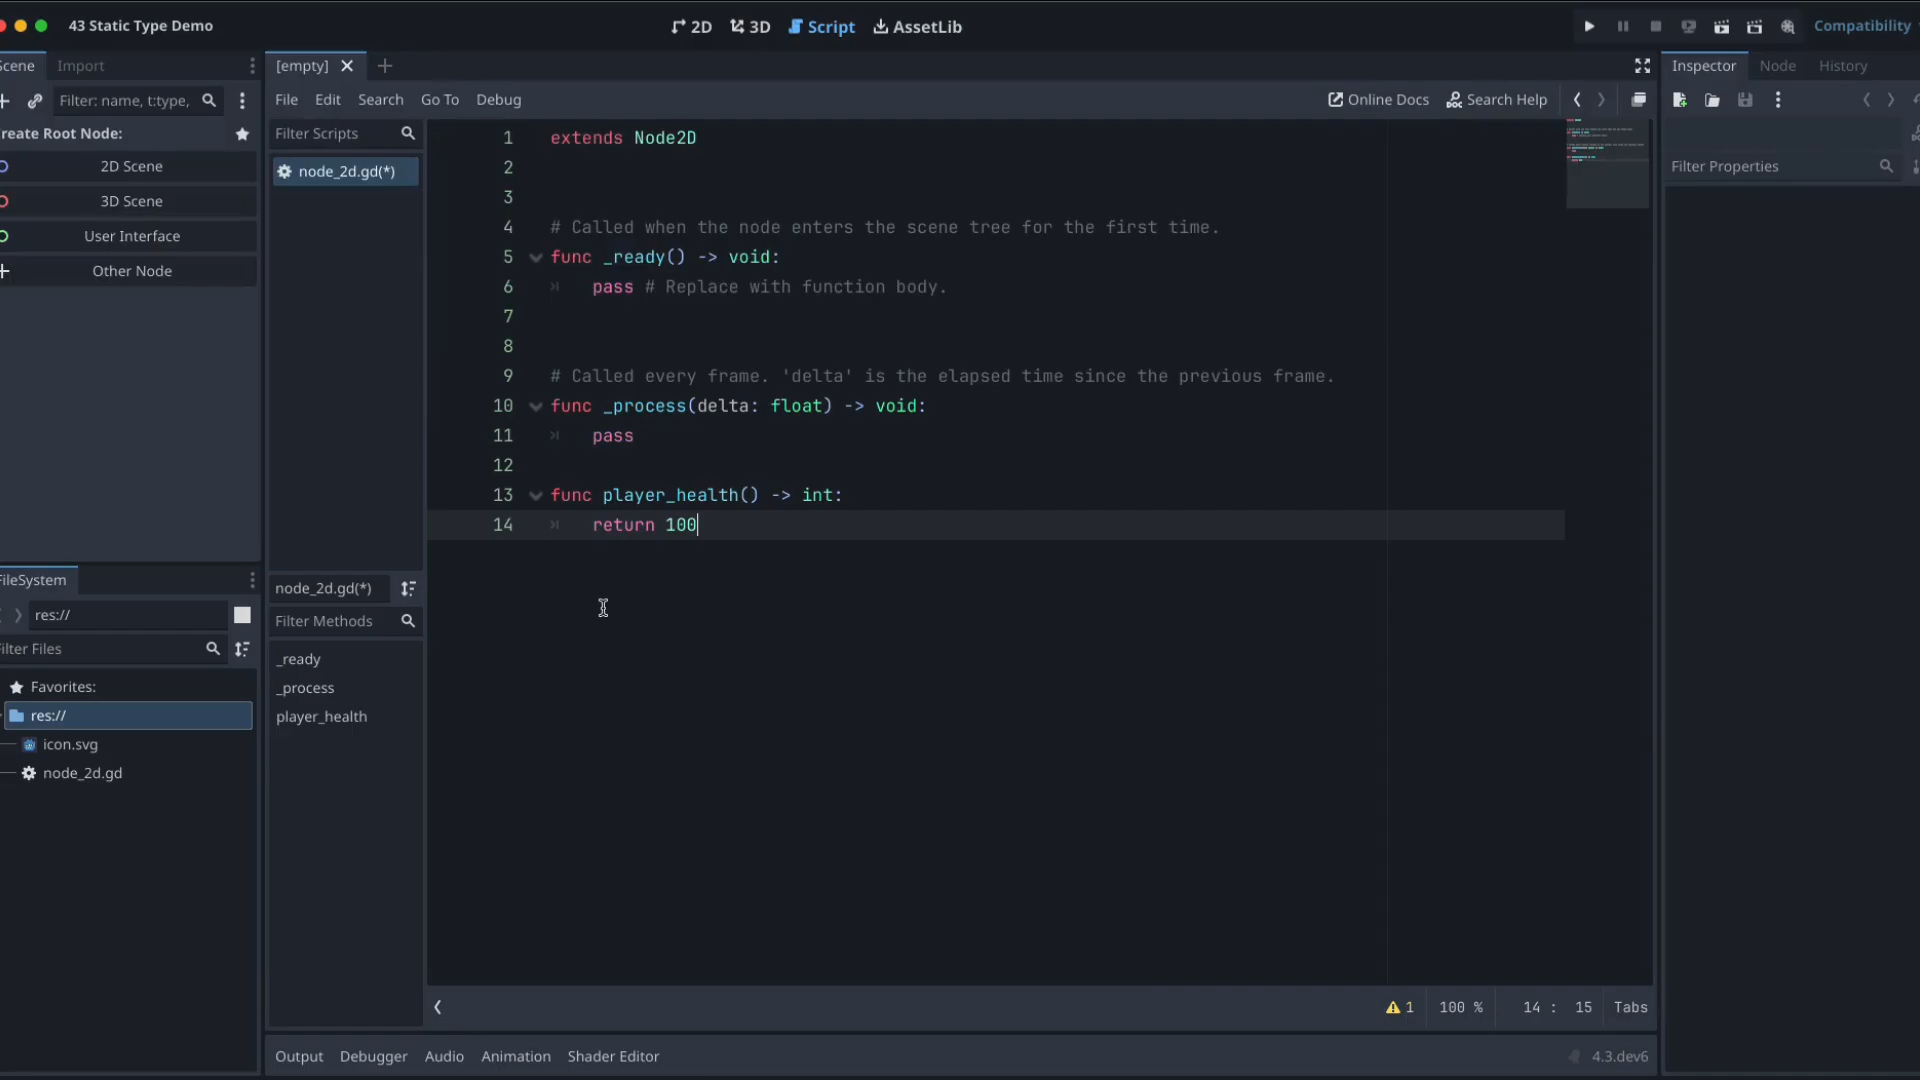 43 Static Type Demo
2D
3D
Script
AssetLib
Compatibility
Scene
Import
[empty]
Inspector
Node
History
Filter: name, t:type,
File
Edit
Search
Go To
Debug
Online Docs
Search Help
reate Root Node:
2D Scene
3D Scene
User Interface
Other Node
Filter Scripts
node_2d.gd(*)
Filter Properties
1 extends Node2D
2
3
4 # Called when the node enters the scene tree for the first time.
5 func _ready() -> void:
6 pass # Replace with function body.
7
8
9 # Called every frame. 'delta' is the elapsed time since the previous frame.
10 func _process(delta: float) -> void:
11 pass
12
13 func player_health() -> int:
14 return 100
node_2d.gd(*)
Filter Methods
_ready
_process
player_health
FileSystem
res://
ilter Files
Favorites:
res://
icon.svg
node_2d.gd
1
100 %
14 : 15
Tabs
Output
Debugger
Audio
Animation
Shader Editor
4.3.dev6